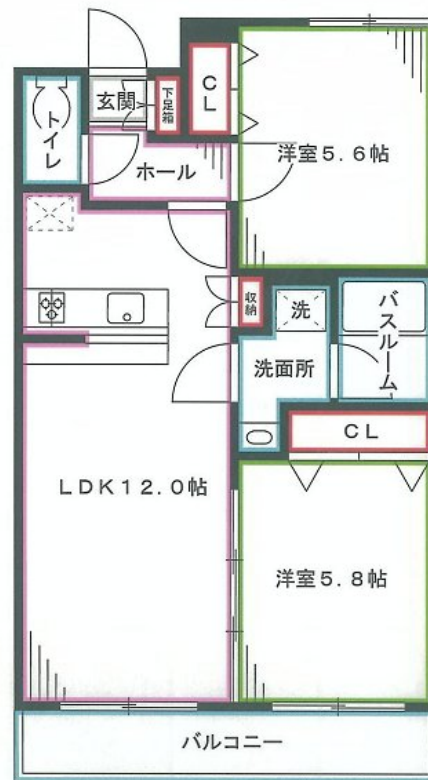 玄関
下足箱
CL
トイレ
ホール
洋室5.6帖
収納
洗
バスルーム
洗面所
CL
LDK12.0帖
洋室5.8帖
バルコニー